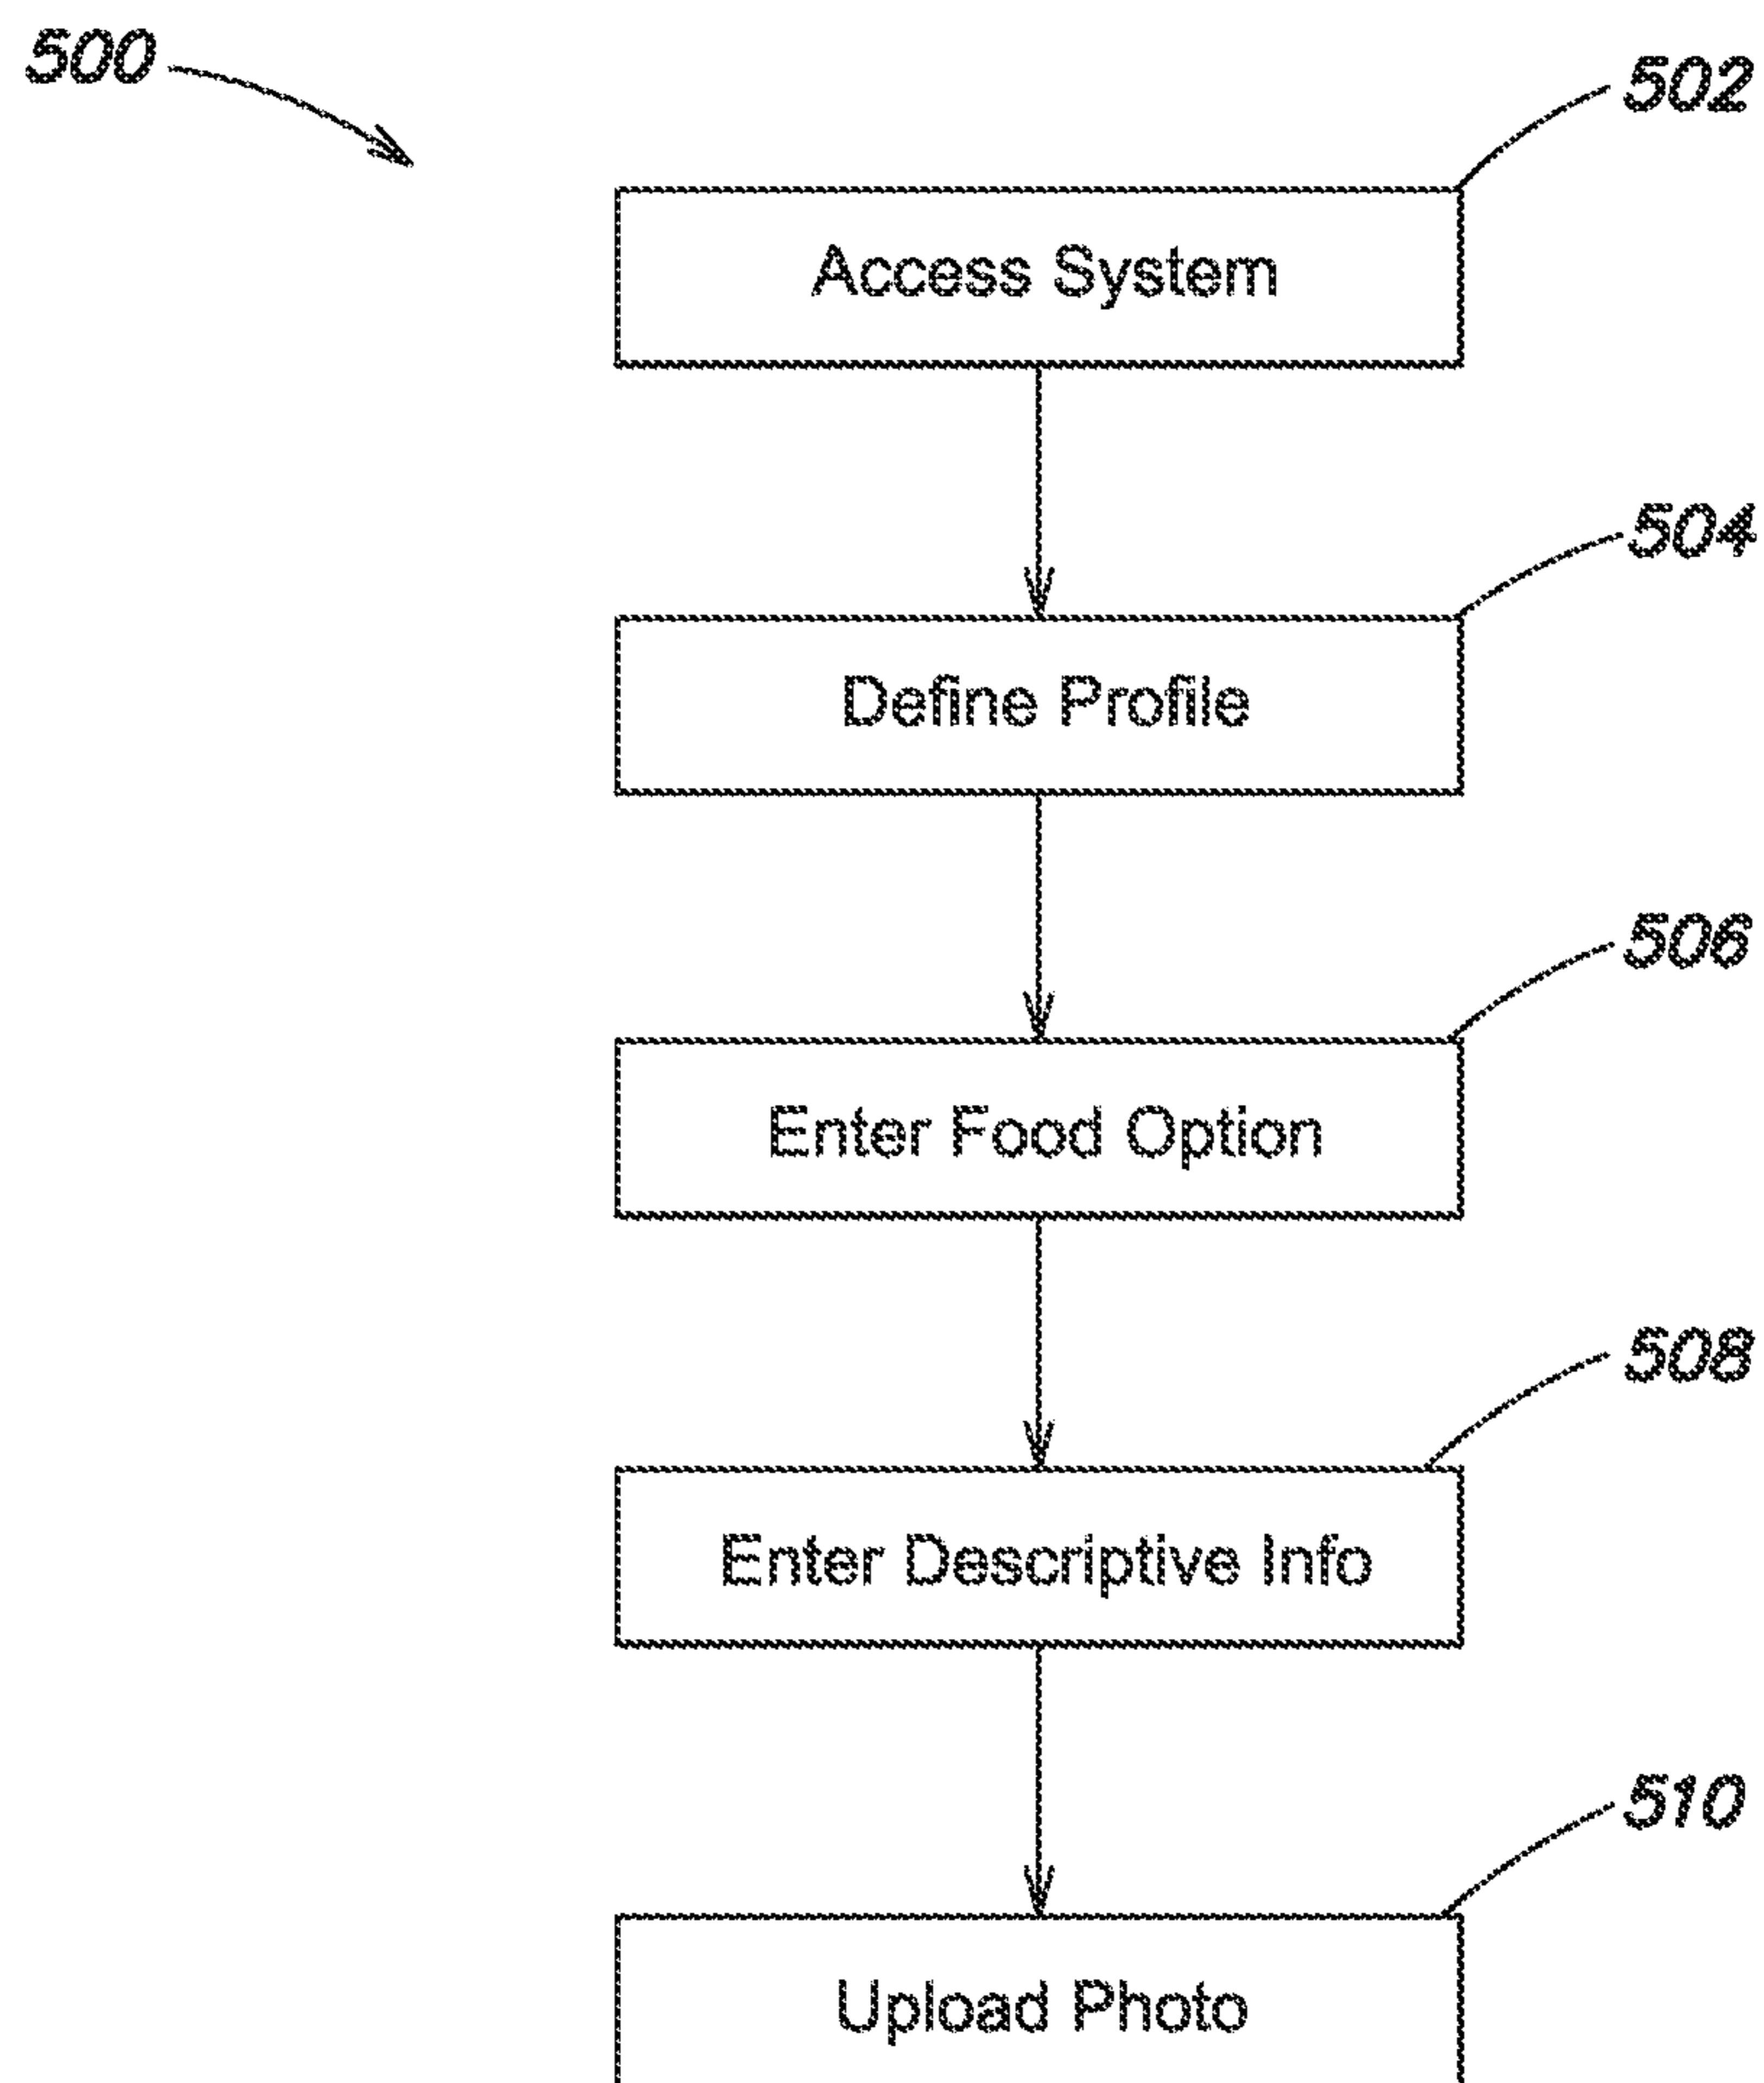 500
502
Access System
504
Define Profile
506
Enter Food Option
508
Enter Descriptive Info
510
Upload Photo